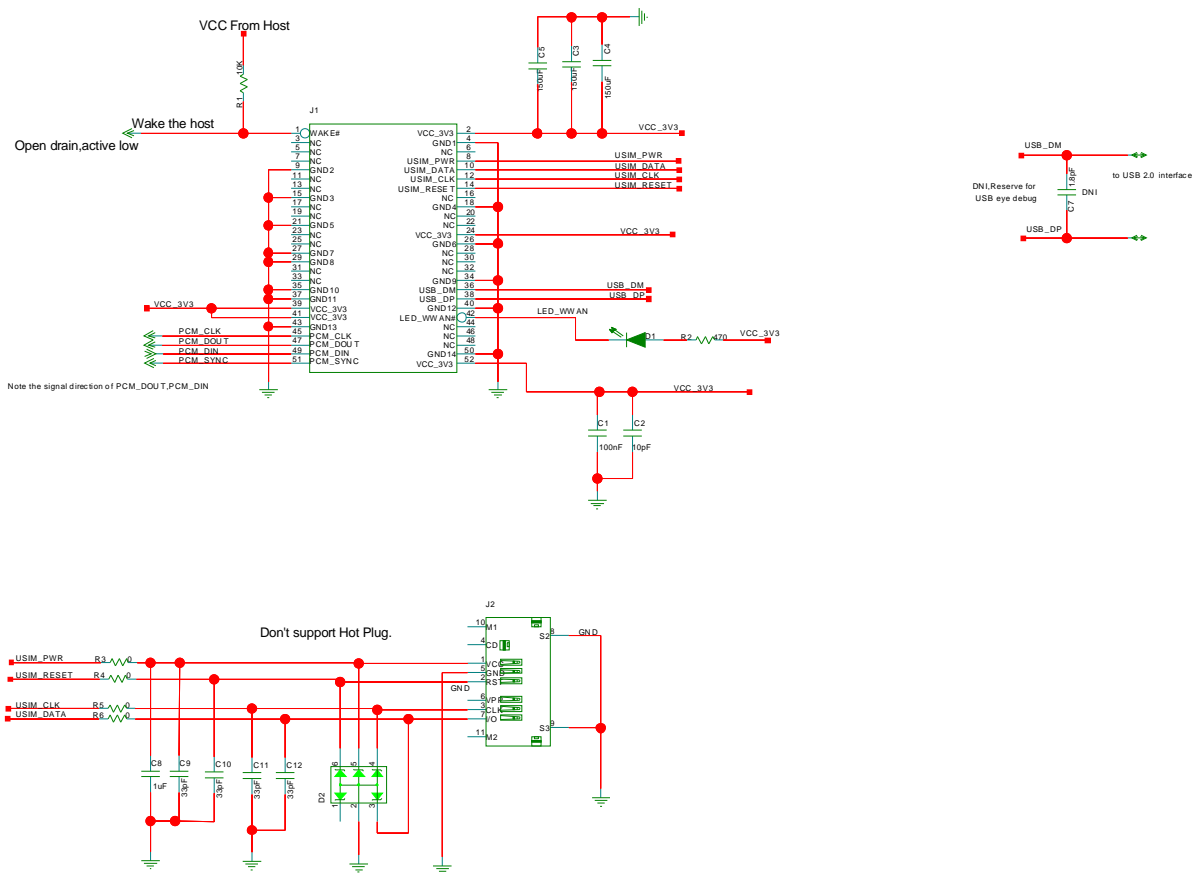 VCC From Host
10K
R1
Wake the host
Open drain,active low
C5
150uF
C3
150uF
C4
150uF
J1
1 WAKE#
3 NC
5 NC
7 NC
9 GND2
11 NC
13 NC
15 GND3
17 NC
19 NC
21 GND5
23 NC
25 NC
27 GND7
29 GND8
31 NC
33 NC
35 GND10
37 GND11
39 VCC_3V3
41 VCC_3V3
43 GND13
45 PCM_CLK
47 PCM_DOUT
49 PCM_DIN
51 PCM_SYNC
VCC_3V3 2
GND1 4
NC 6
USIM_PWR 8
USIM_DATA 10
USIM_CLK 12
USIM_RESET 14
NC 16
GND4 18
NC 20
NC 22
VCC_3V3 24
GND6 26
NC 28
NC 30
NC 32
GND9 34
USB_DM 36
USB_DP 38
GND12 40
LED_WWAN# 42
NC 44
NC 46
NC 48
GND14 50
VCC_3V3 52
VCC_3V3
USIM_PWR
USIM_DATA
USIM_CLK
USIM_RESET
VCC_3V3
USB_DM
USB_DP
LED_WWAN
D1
R2
470
VCC_3V3
VCC_3V3
VCC_3V3
PCM_CLK
PCM_DOUT
PCM_DIN
PCM_SYNC
Note the signal direction of PCM_DOUT,PCM_DIN
C1
100nF
C2
10pF
USB_DM
to USB 2.0 interface
1.8pF
C7
DNI
DNI,Reserve for
USB eye debug
USB_DP
Don't support Hot Plug.
USIM_PWR
R3 0
USIM_RESET
R4 0
USIM_CLK
R5 0
USIM_DATA
R6 0
C8
1uF
C9
33pF
C10
33pF
C11
33pF
C12
33pF
D2
6
5
4
1
2
3
J2
10 M1
4 CD
1 VCC
5 GND
2 RST
GND
6 VPP
3 CLK
7 I/O
11 M2
S2 8
GND
S3 9